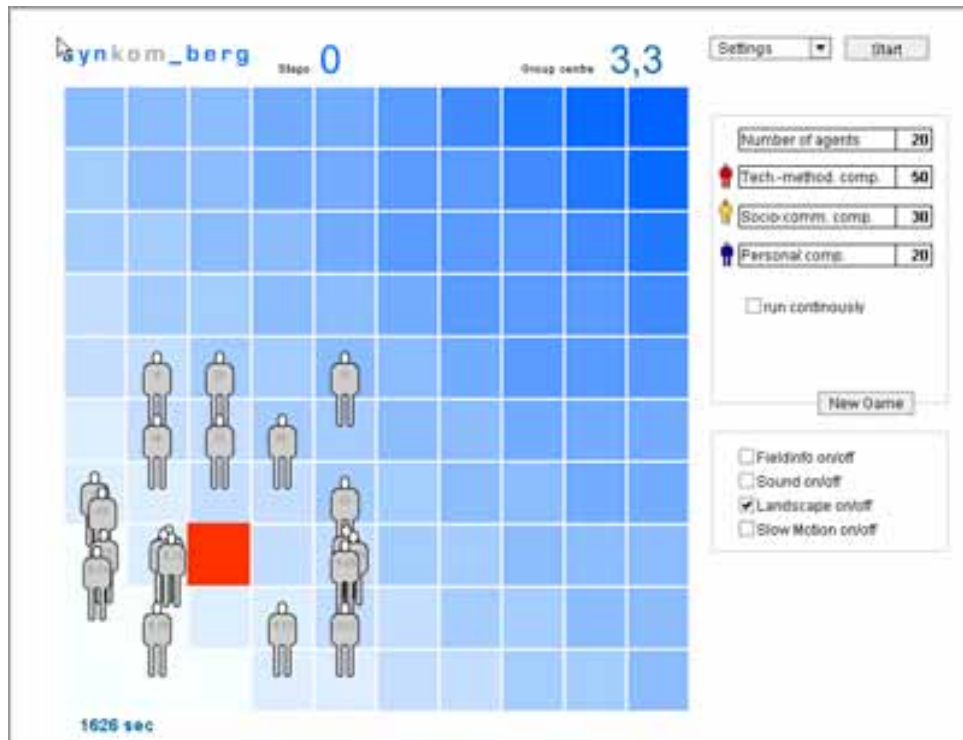 synkom_berg
Steps 0
Group centre 3,3
Settings
Start
Number of agents 20
Tech.-method. comp. 50
Socio-comm. comp. 30
Personal comp. 20
run continously
New Game
Fieldinfo on/off
Sound on/off
Landscape on/off
Slow Motion on/off
1626 sec